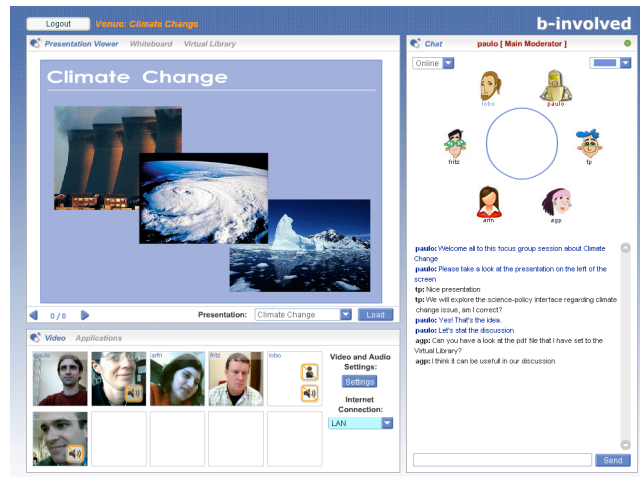 Logout
Venue: Climate Change
b-involved
Presentation Viewer Whiteboard Virtual Library
Climate Change
0 / 0
Presentation: Climate Change Load
Video Applications
paulo
arfn
fritz
lobo
tp
Video and Audio
Settings:
Settings
Internet
Connection:
LAN
Chat paulo [ Main Moderator ]
Online
lobo
paulo
fritz
tp
arfn
agp
paulo: Welcome all to this focus group session about Climate
Change
paulo: Please take a look at the presentation on the left of the
screen
tp: Nice presentation
tp: We will explore the science-policy interface regarding climate
change issue, am I correct?
paulo: Yes! That's the idea.
paulo: Let's stat the discussion
agp: Can you have a look at the pdf file that I have set to the
Virtual Library?
agp: I think it can be usefull in our discussion
Send